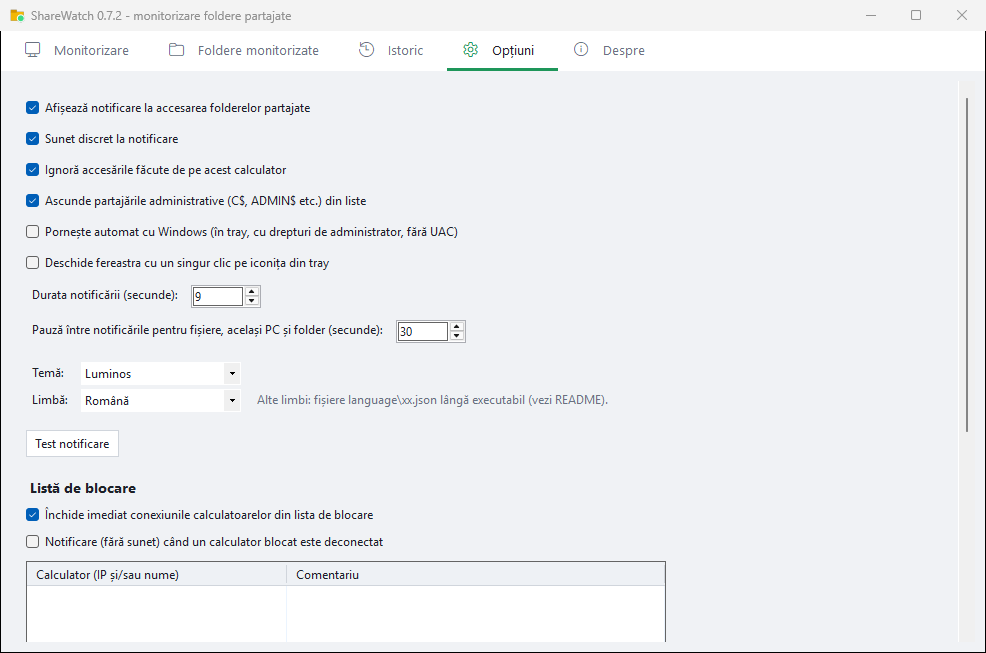 ShareWatch 0.7.2 - monitorizare foldere partajate
Monitorizare Foldere monitorizate Istoric Opțiuni Despre
Afișează notificare la accesarea folderelor partajate
Sunet discret la notificare
Ignoră accesările făcute de pe acest calculator
Ascunde partajările administrative (C$, ADMIN$ etc.) din liste
Pornește automat cu Windows (în tray, cu drepturi de administrator, fără UAC)
Deschide fereastra cu un singur clic pe iconița din tray
Durata notificării (secunde): 9
Pauză între notificările pentru fișiere, același PC și folder (secunde): 30
Temă: Luminos
Limbă: Română Alte limbi: fișiere language\xx.json lângă executabil (vezi README).
Test notificare
Listă de blocare
Închide imediat conexiunile calculatoarelor din lista de blocare
Notificare (fără sunet) când un calculator blocat este deconectat
Calculator (IP și/sau nume) Comentariu